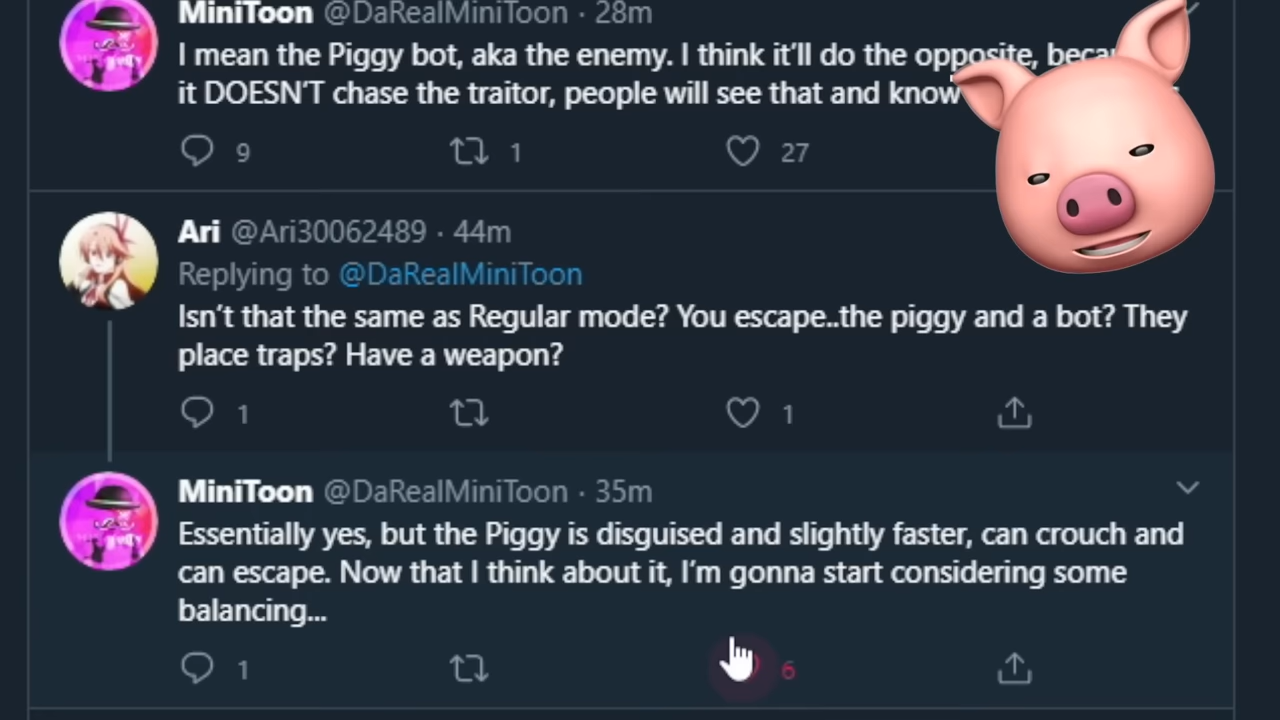 MiniToon @DaRealMiniToon · 28m
I mean the Piggy bot, aka the enemy. I think it'll do the opposite,
it DOESN'T chase the traitor, people will see that and know
9 1 27
Ari @Ari30062489 · 44m
Replying to @DaRealMiniToon
Isn't that the same as Regular mode? You escape..the piggy and a bot? They
place traps? Have a weapon?
1 1
MiniToon @DaRealMiniToon · 35m
Essentially yes, but the Piggy is disguised and slightly faster, can crouch and
can escape. Now that I think about it, I'm gonna start considering some
balancing...
1 6